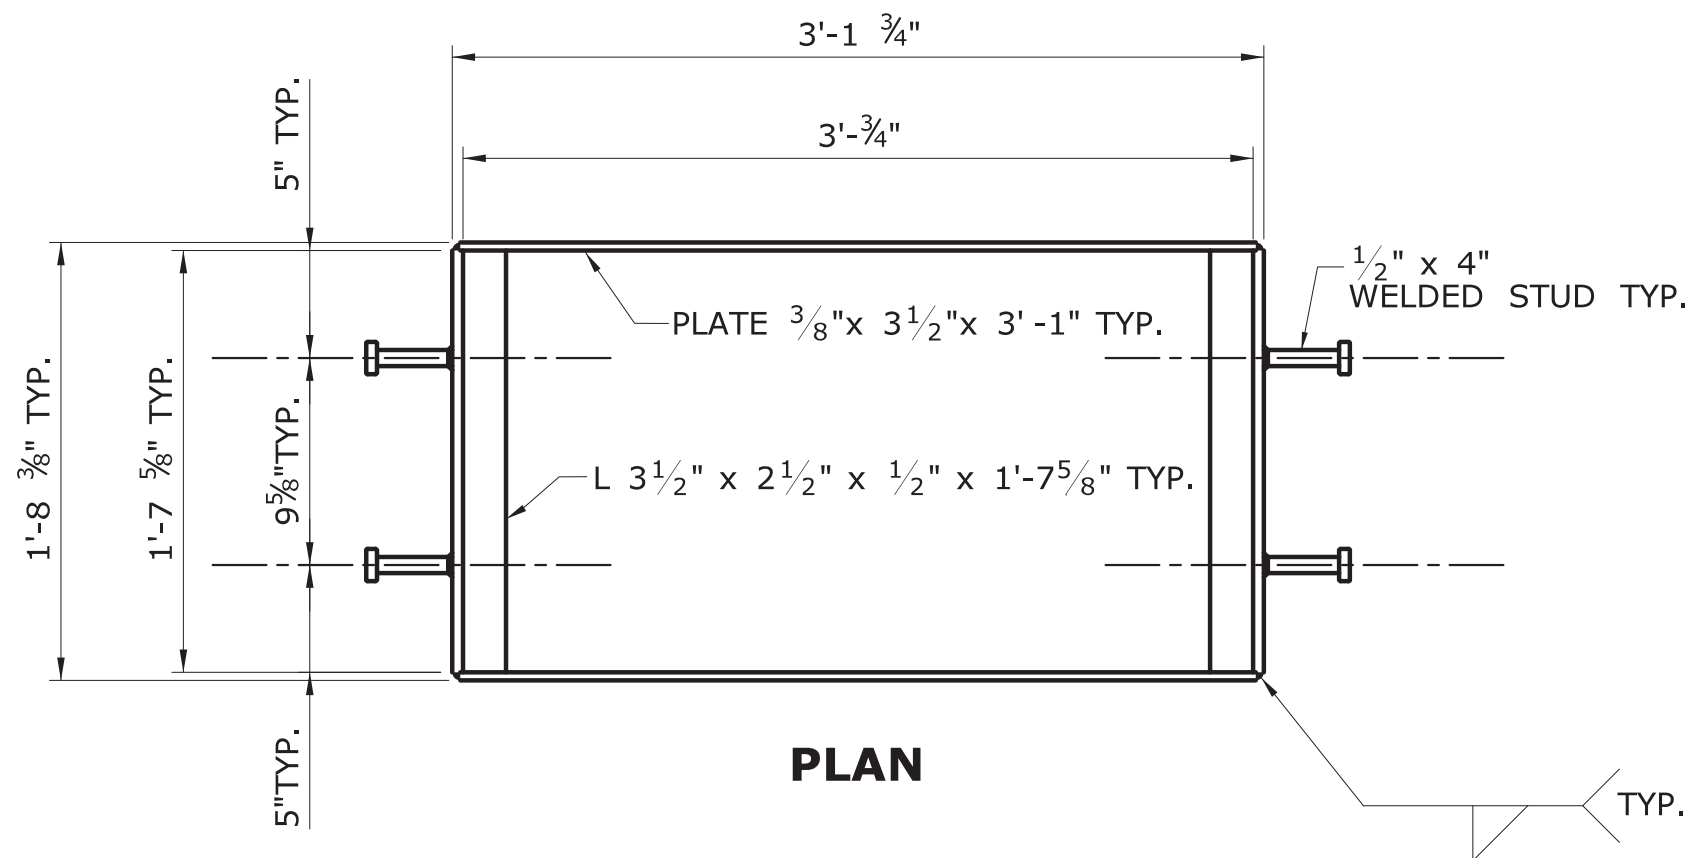 3'-1 3/4"
3'-3/4"
5" TYP.
1/2" x 4"
WELDED STUD TYP.
PLATE 3/8"x 3 1/2"x 3' -1" TYP.
1'-8 3/8" TYP.
1'-7 5/8" TYP.
9 5/8"TYP.
L 3 1/2" x 2 1/2" x 1/2" x 1'-7 5/8" TYP.
5"TYP.
PLAN
TYP.